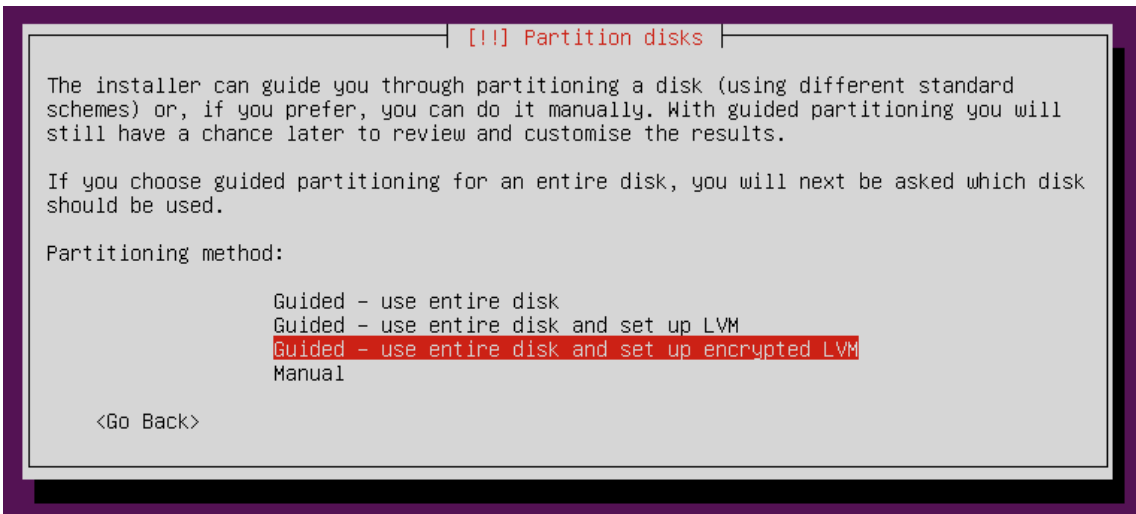 [!!] Partition disks
The installer can guide you through partitioning a disk (using different standard
schemes) or, if you prefer, you can do it manually. With guided partitioning you will
still have a chance later to review and customise the results.
If you choose guided partitioning for an entire disk, you will next be asked which disk
should be used.
Partitioning method:
Guided - use entire disk
Guided - use entire disk and set up LVM
Guided - use entire disk and set up encrypted LVM
Manual
<Go Back>